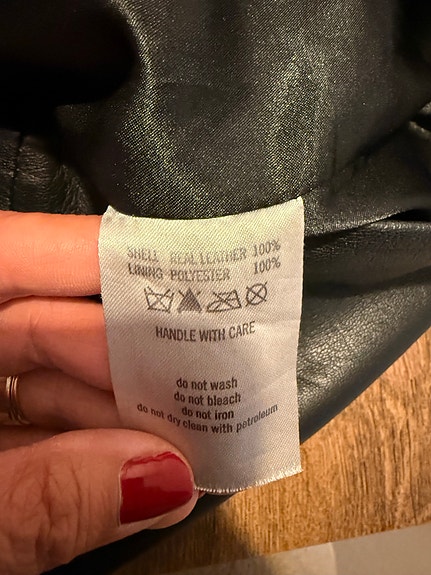 SHELL REAL LEATHER 100%
LINING POLYESTER 100%
HANDLE WITH CARE
do not wash
do not bleach
do not iron
do not dry clean with petroleum